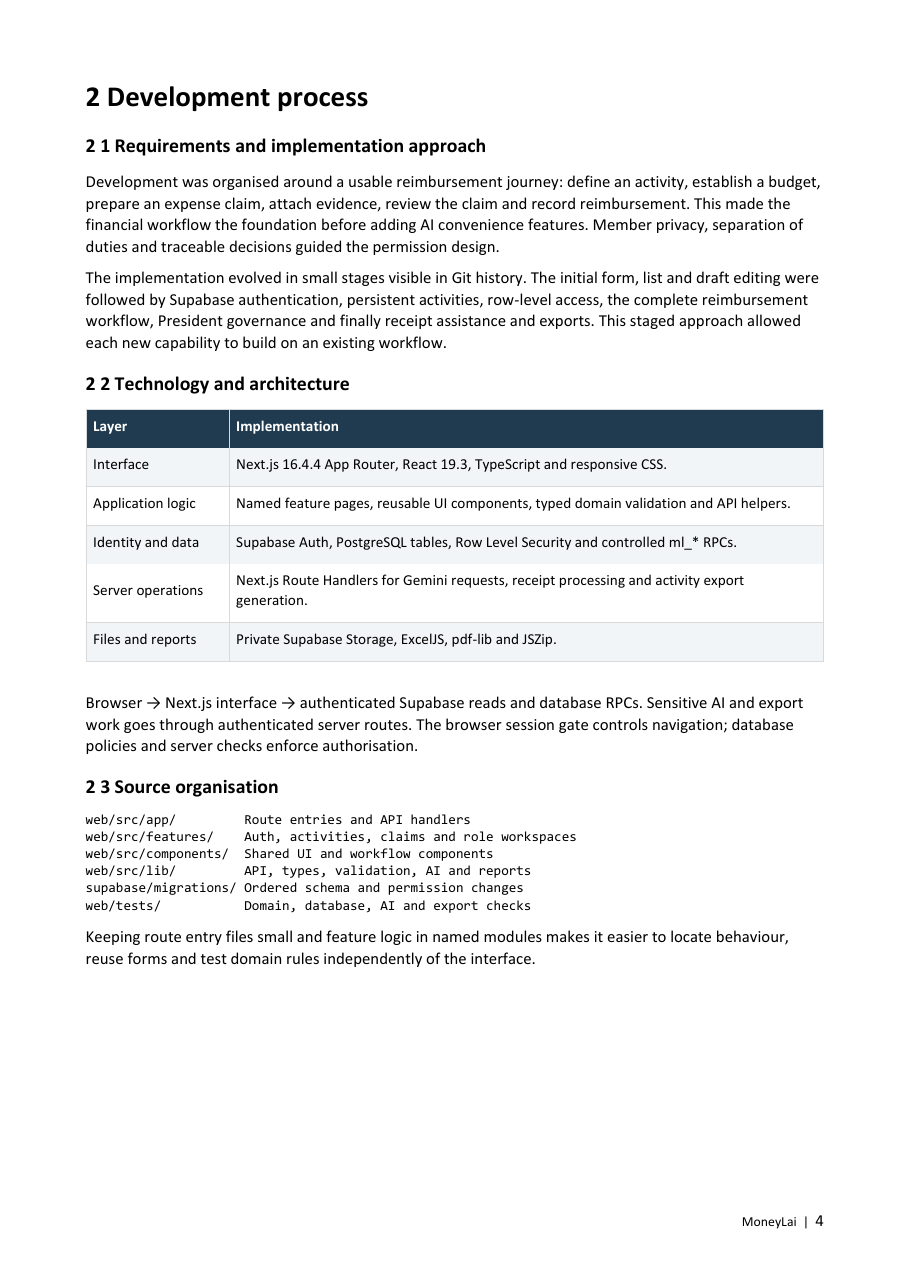 2 Development process
2 1 Requirements and implementation approach
Development was organised around a usable reimbursement journey: define an activity, establish a budget,
prepare an expense claim, attach evidence, review the claim and record reimbursement. This made the
financial workflow the foundation before adding AI convenience features. Member privacy, separation of
duties and traceable decisions guided the permission design.
The implementation evolved in small stages visible in Git history. The initial form, list and draft editing were
followed by Supabase authentication, persistent activities, row-level access, the complete reimbursement
workflow, President governance and finally receipt assistance and exports. This staged approach allowed
each new capability to build on an existing workflow.
2 2 Technology and architecture
Layer Implementation
Interface Next.js 16.4.4 App Router, React 19.3, TypeScript and responsive CSS.
Application logic Named feature pages, reusable UI components, typed domain validation and API helpers.
Identity and data Supabase Auth, PostgreSQL tables, Row Level Security and controlled ml_* RPCs.
Server operations Next.js Route Handlers for Gemini requests, receipt processing and activity export
generation.
Files and reports Private Supabase Storage, ExcelJS, pdf-lib and JSZip.
Browser → Next.js interface → authenticated Supabase reads and database RPCs. Sensitive AI and export
work goes through authenticated server routes. The browser session gate controls navigation; database
policies and server checks enforce authorisation.
2 3 Source organisation
web/src/app/ Route entries and API handlers
web/src/features/ Auth, activities, claims and role workspaces
web/src/components/ Shared UI and workflow components
web/src/lib/ API, types, validation, AI and reports
supabase/migrations/ Ordered schema and permission changes
web/tests/ Domain, database, AI and export checks
Keeping route entry files small and feature logic in named modules makes it easier to locate behaviour,
reuse forms and test domain rules independently of the interface.
MoneyLai | 4